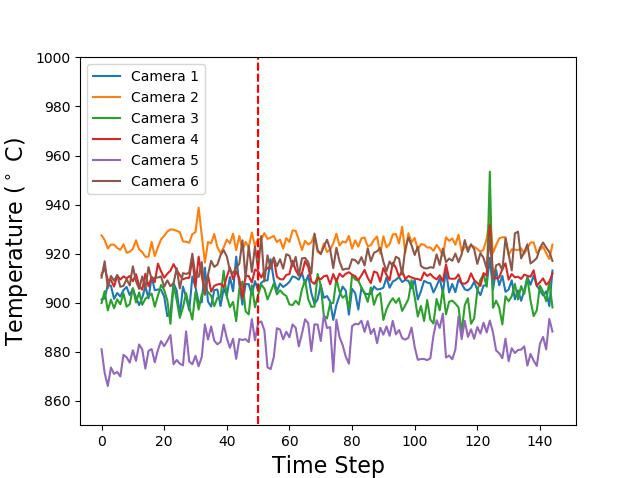 1000
980
960
940
920
900
880
860
Temperature (° C)
Camera 1
Camera 2
Camera 3
Camera 4
Camera 5
Camera 6
0 20 40 60 80 100 120 140
Time Step